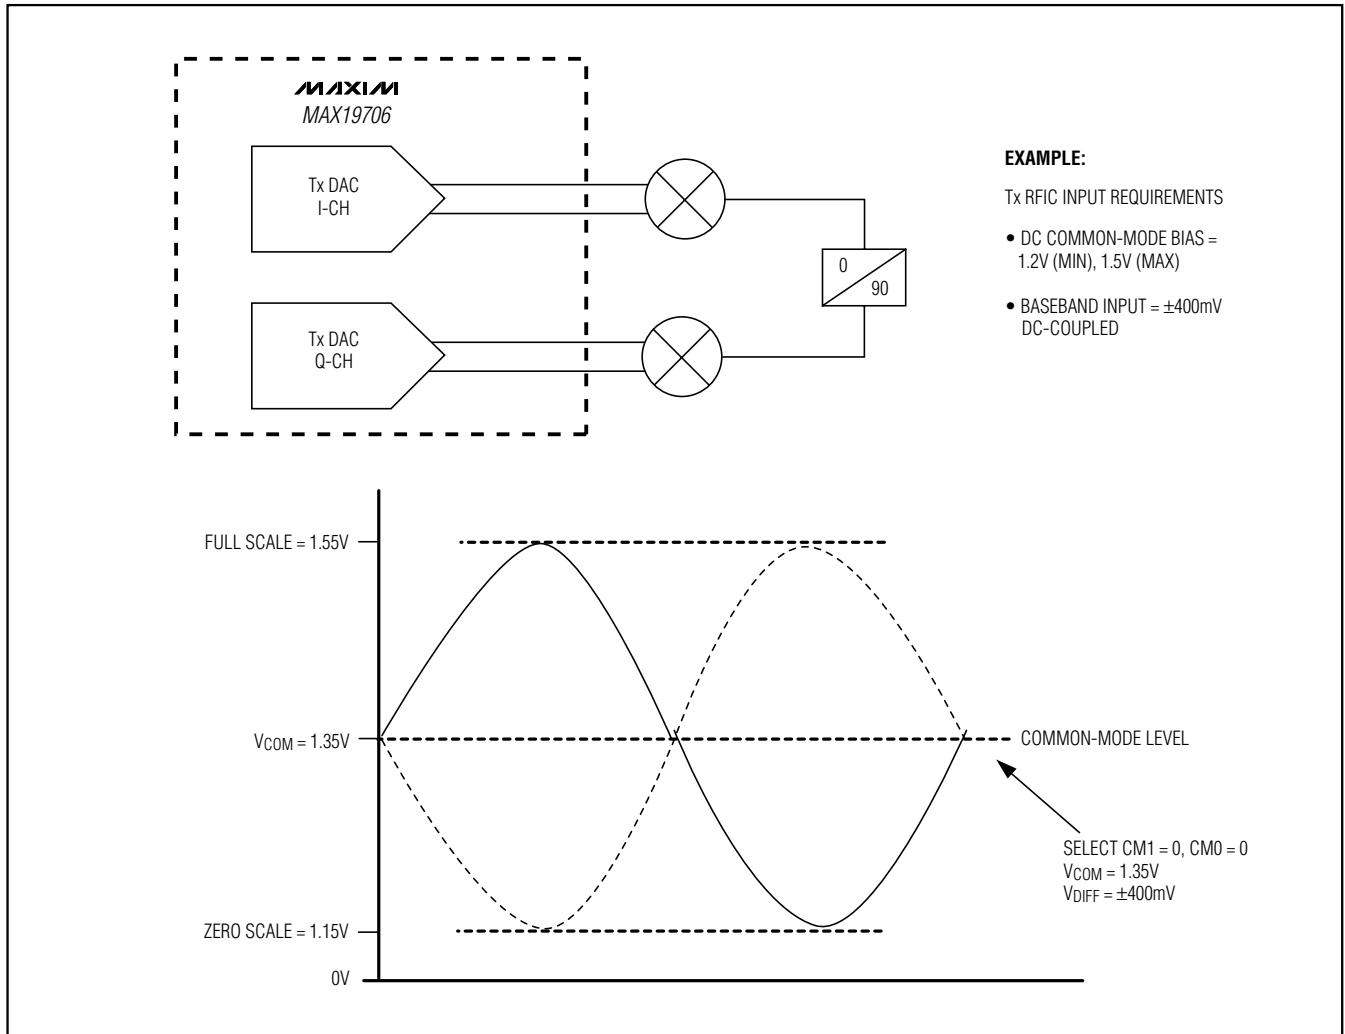 MAXIM
MAX19706
Tx DAC
I-CH
Tx DAC
Q-CH
0
90
EXAMPLE:
Tx RFIC INPUT REQUIREMENTS
• DC COMMON-MODE BIAS =
1.2V (MIN), 1.5V (MAX)
• BASEBAND INPUT = ±400mV
DC-COUPLED
FULL SCALE = 1.55V
VCOM = 1.35V
COMMON-MODE LEVEL
SELECT CM1 = 0, CM0 = 0
VCOM = 1.35V
VDIFF = ±400mV
ZERO SCALE = 1.15V
0V